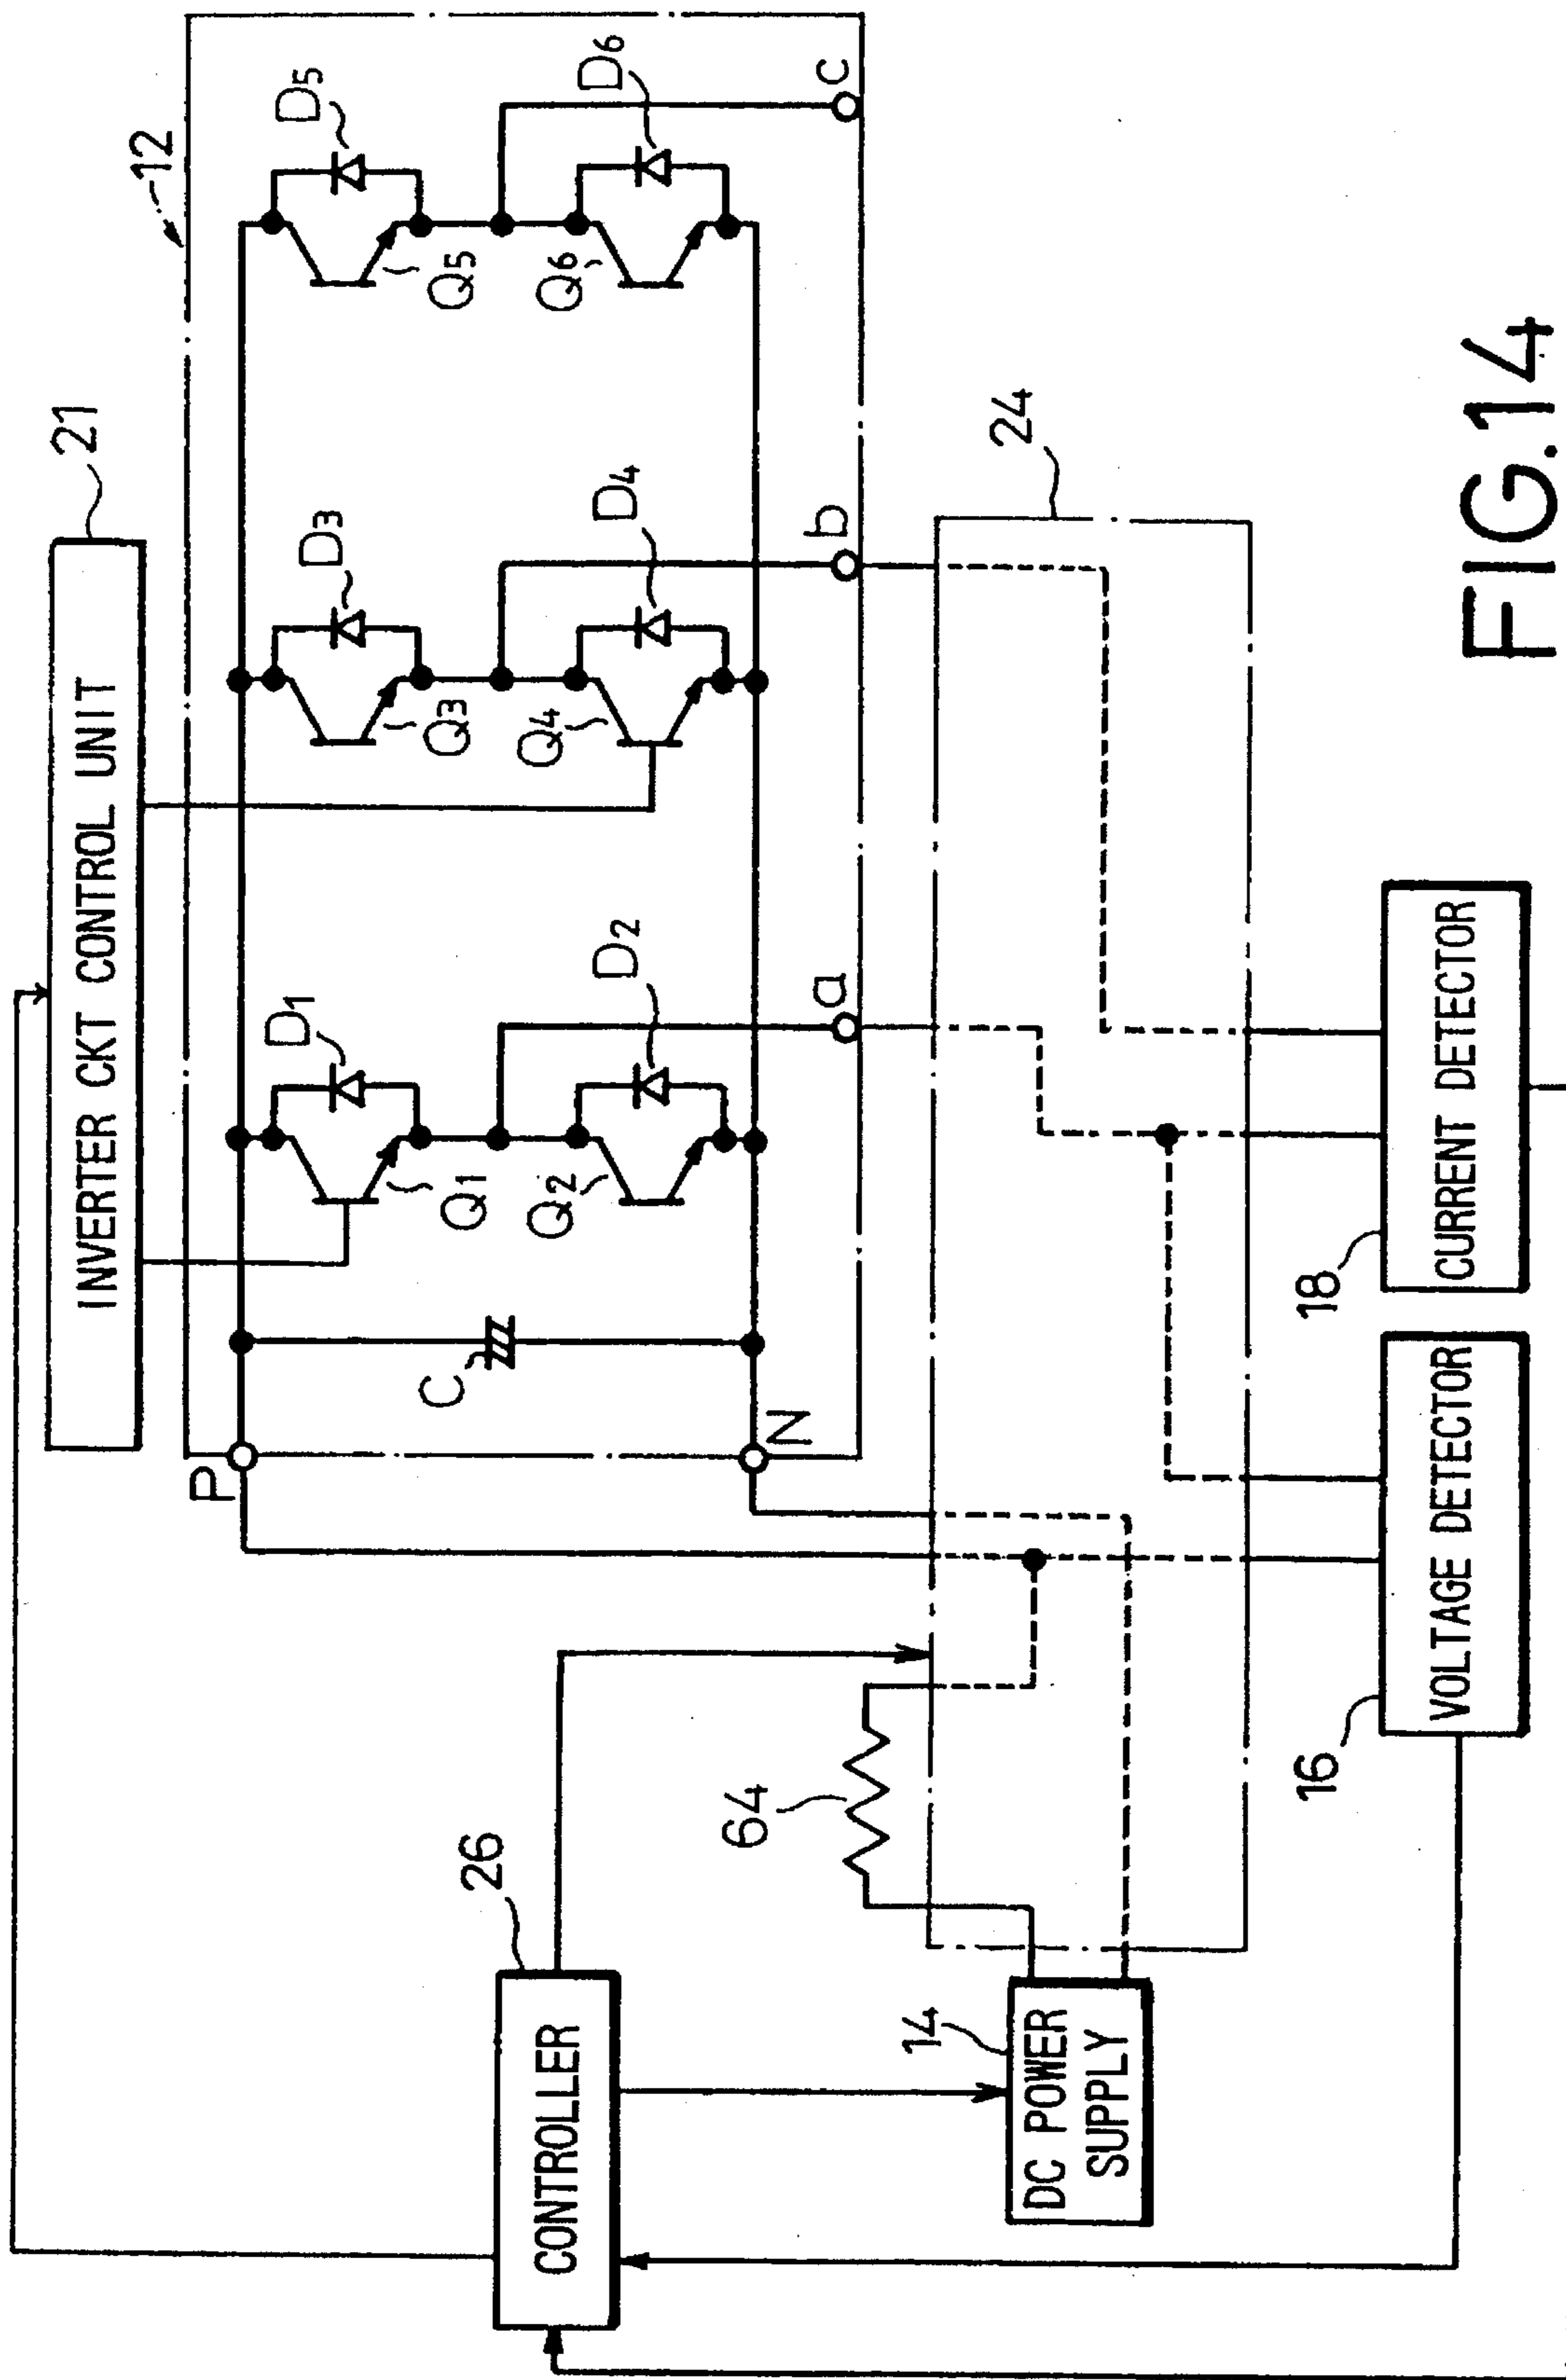 21
INVERTER CKT CONTROL UNIT
12
P
D1
D3
D5
C
Q1
Q3
Q5
Q2
Q4
Q6
D2
D4
D6
N
a
b
c
26
CONTROLLER
64
24
14
DC POWER
SUPPLY
16
VOLTAGE DETECTOR
18
CURRENT DETECTOR
FIG.14